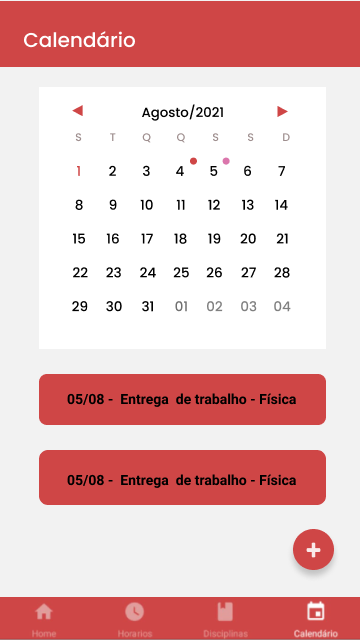 Calendário
Agosto/2021
S T Q Q S S D
1 2 3 4 5 6 7
8 9 10 11 12 13 14
15 16 17 18 19 20 21
22 23 24 25 26 27 28
29 30 31 01 02 03 04
05/08 - Entrega de trabalho - Física
05/08 - Entrega de trabalho - Física
Home Horarios Disciplinas Calendário